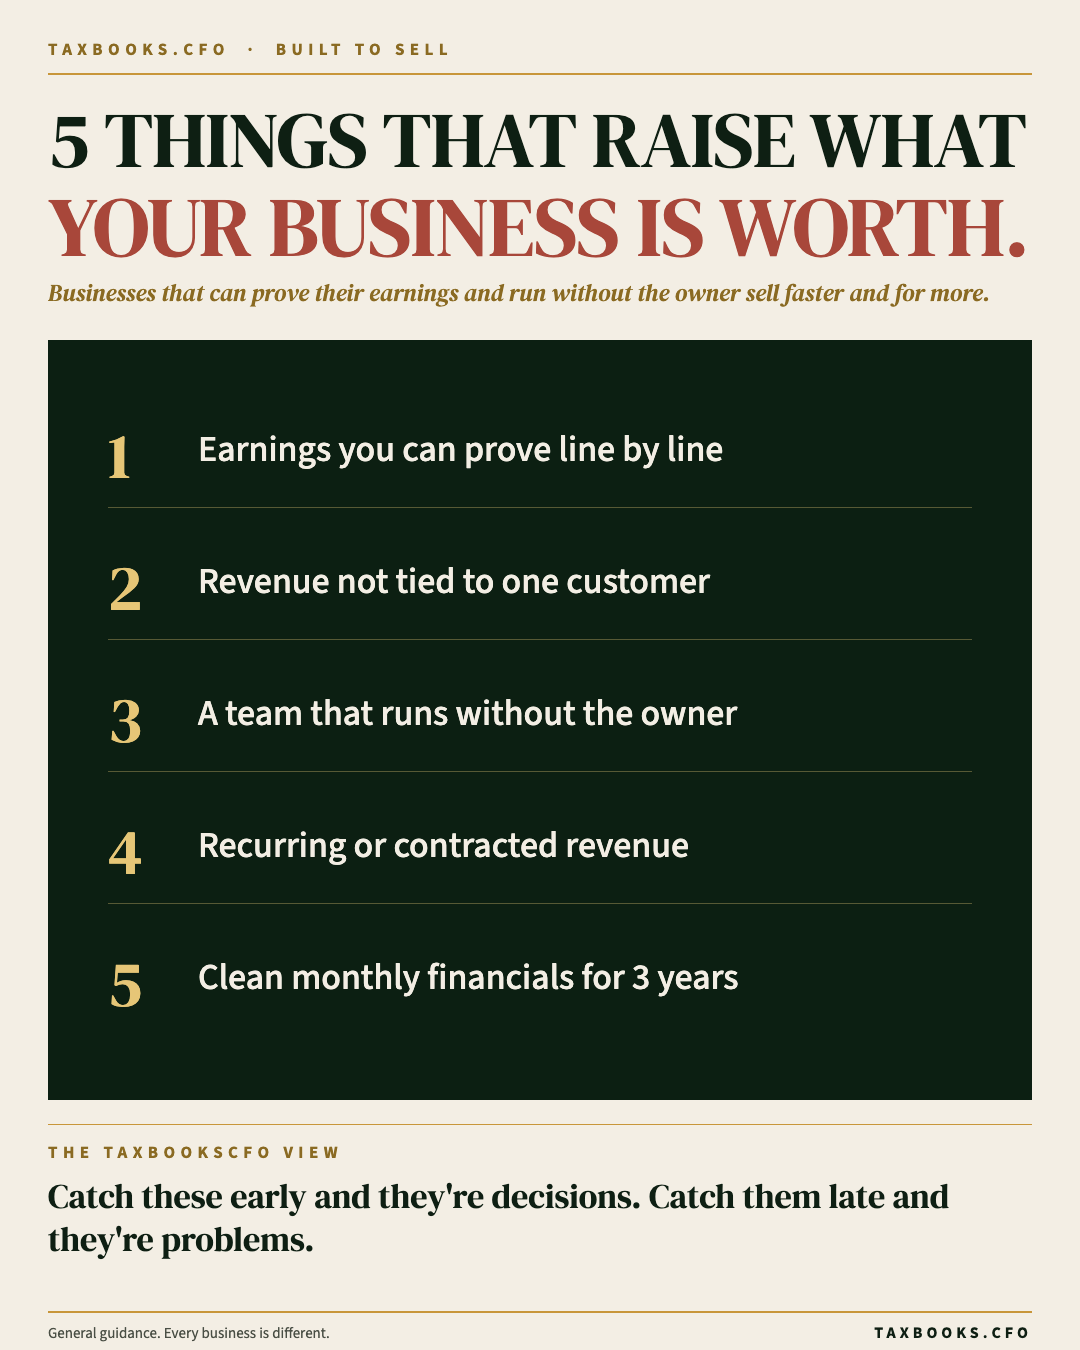 TAXBOOKS.CFO · BUILT TO SELL
5 THINGS THAT RAISE WHAT
YOUR BUSINESS IS WORTH.
Businesses that can prove their earnings and run without the owner sell faster and for more.
1 Earnings you can prove line by line
2 Revenue not tied to one customer
3 A team that runs without the owner
4 Recurring or contracted revenue
5 Clean monthly financials for 3 years
THE TAXBOOKSCFO VIEW
Catch these early and they're decisions. Catch them late and
they're problems.
General guidance. Every business is different. TAXBOOKS.CFO